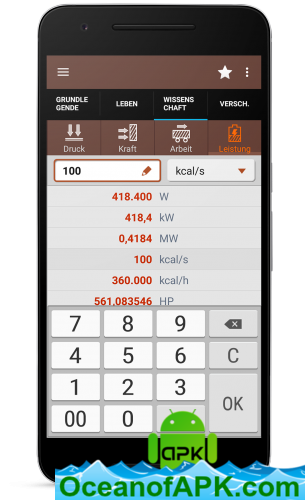 GRUNDLE
GENDE
LEBEN
WISSENS
CHAFT
VERSCH.
Druck
Kraft
Arbeit
Leistung
100
kcal/s
418.400 W
418,4 kW
0,4184 MW
100 kcal/s
360.000 kcal/h
561,083546 HP
7 8 9
4 5 6 C
1 2 3
OK
00 0
apk
OceanofAPK.com